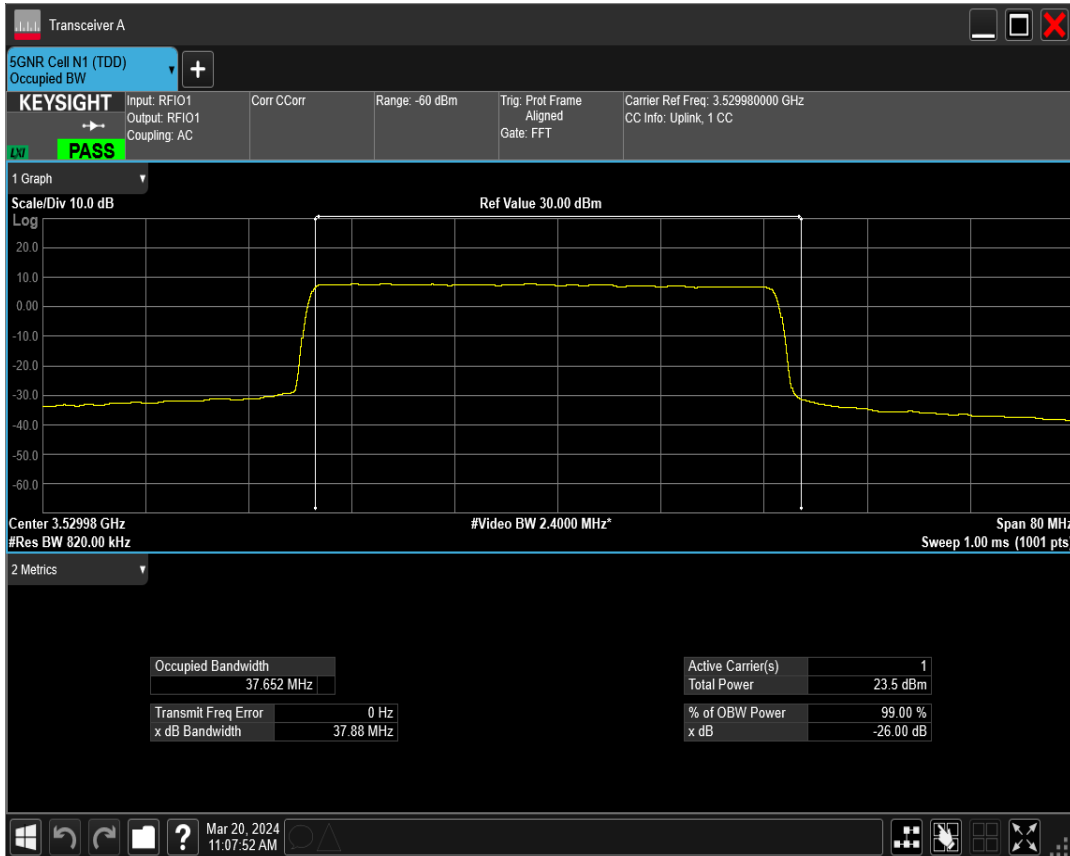 Transceiver A
5GNR Cell N1 (TDD)
Occupied BW
+
KEYSIGHT
LXI
PASS
Input: RFIO1
Output: RFIO1
Coupling: AC
Corr CCorr
Range: -60 dBm
Trig: Prot Frame
Aligned
Gate: FFT
Carrier Ref Freq: 3.529980000 GHz
CC Info: Uplink, 1 CC
1 Graph
Scale/Div 10.0 dB
Ref Value 30.00 dBm
Log
20.0
10.0
0.00
-10.0
-20.0
-30.0
-40.0
-50.0
-60.0
Center 3.52998 GHz
#Video BW 2.4000 MHz*
Span 80 MHz
#Res BW 820.00 kHz
Sweep 1.00 ms (1001 pts)
2 Metrics
Occupied Bandwidth
37.652 MHz
Transmit Freq Error 0 Hz
x dB Bandwidth 37.88 MHz
Active Carrier(s) 1
Total Power 23.5 dBm
% of OBW Power 99.00 %
x dB -26.00 dB
?
Mar 20, 2024
11:07:52 AM